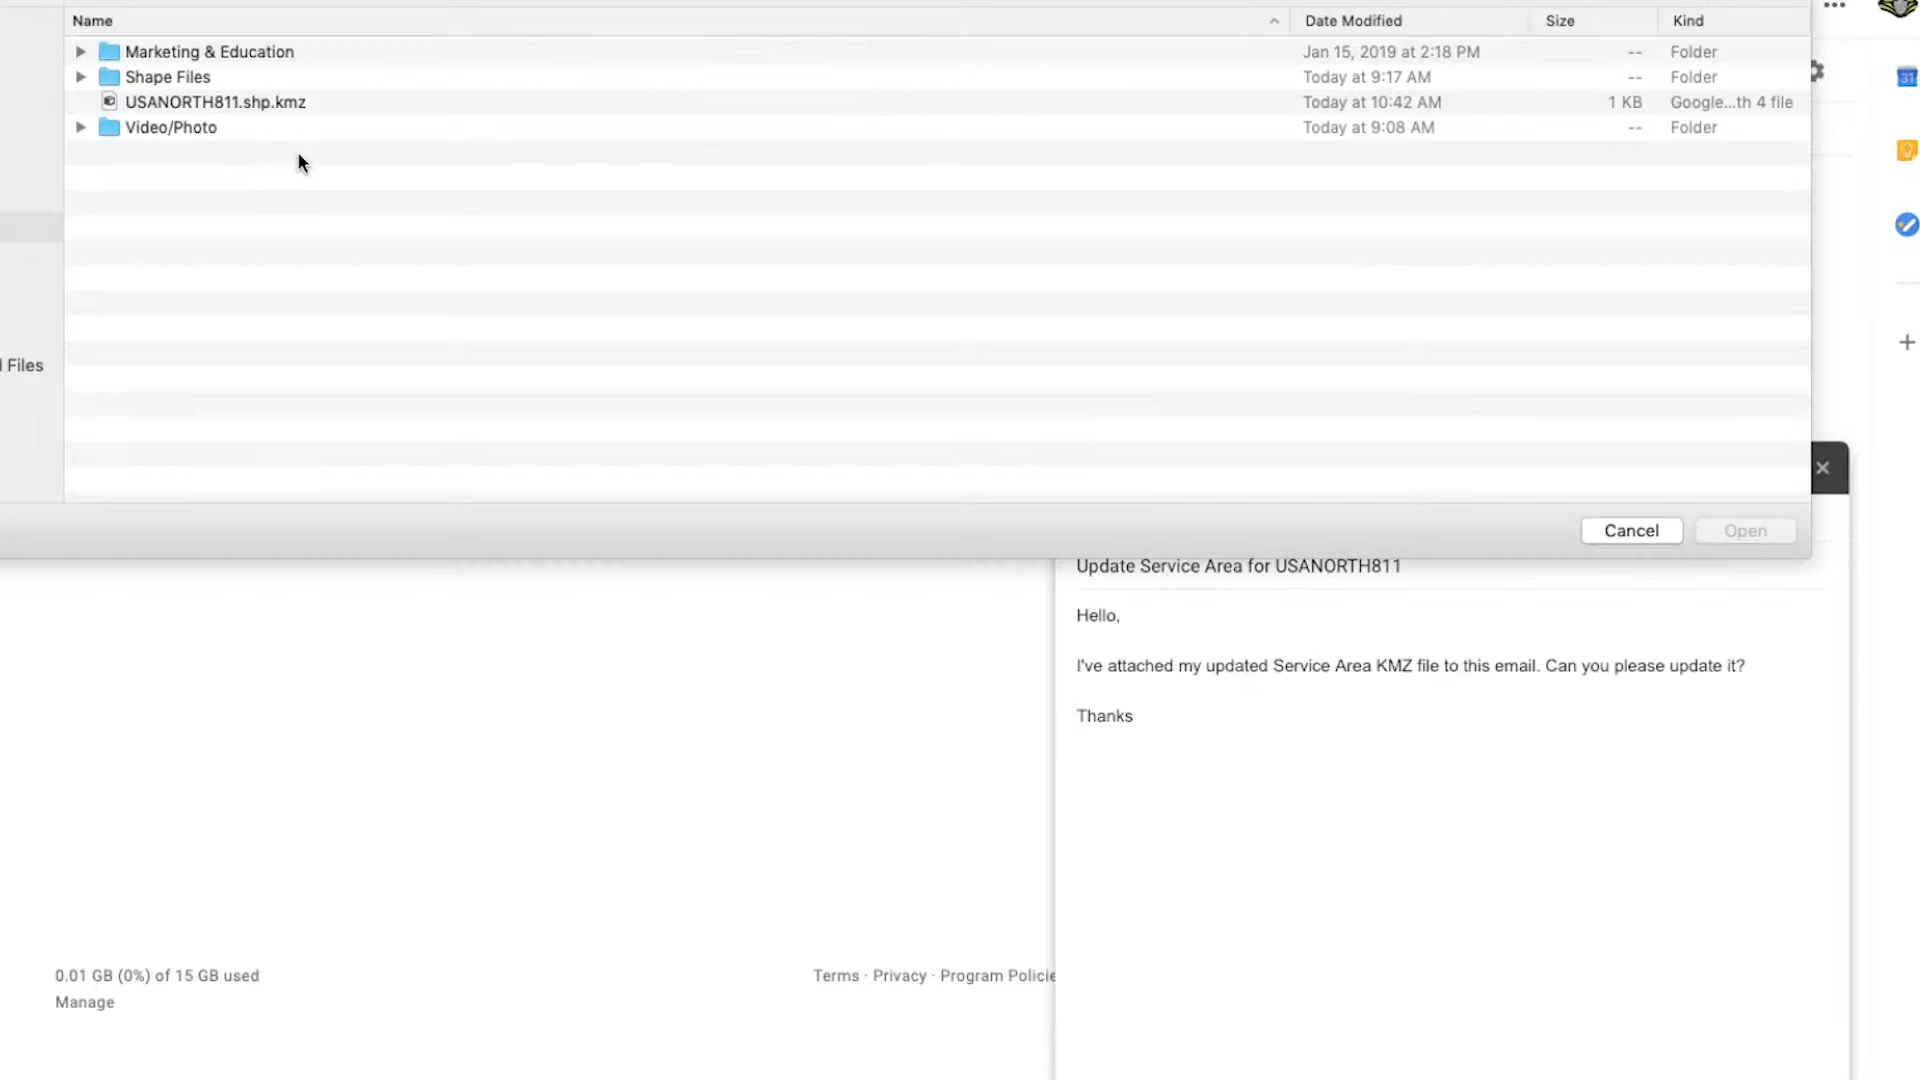 Name Date Modified Size Kind
Marketing & Education Jan 15, 2019 at 2:18 PM -- Folder
Shape Files Today at 9:17 AM -- Folder
USANORTH811.shp.kmz Today at 10:42 AM 1 KB Google...th 4 file
Video/Photo Today at 9:08 AM -- Folder
31
Files
Cancel Open
Update Service Area for USANORTH811
Hello,
I've attached my updated Service Area KMZ file to this email. Can you please update it?
Thanks
0.01 GB (0%) of 15 GB used
Manage
Terms · Privacy · Program Policie